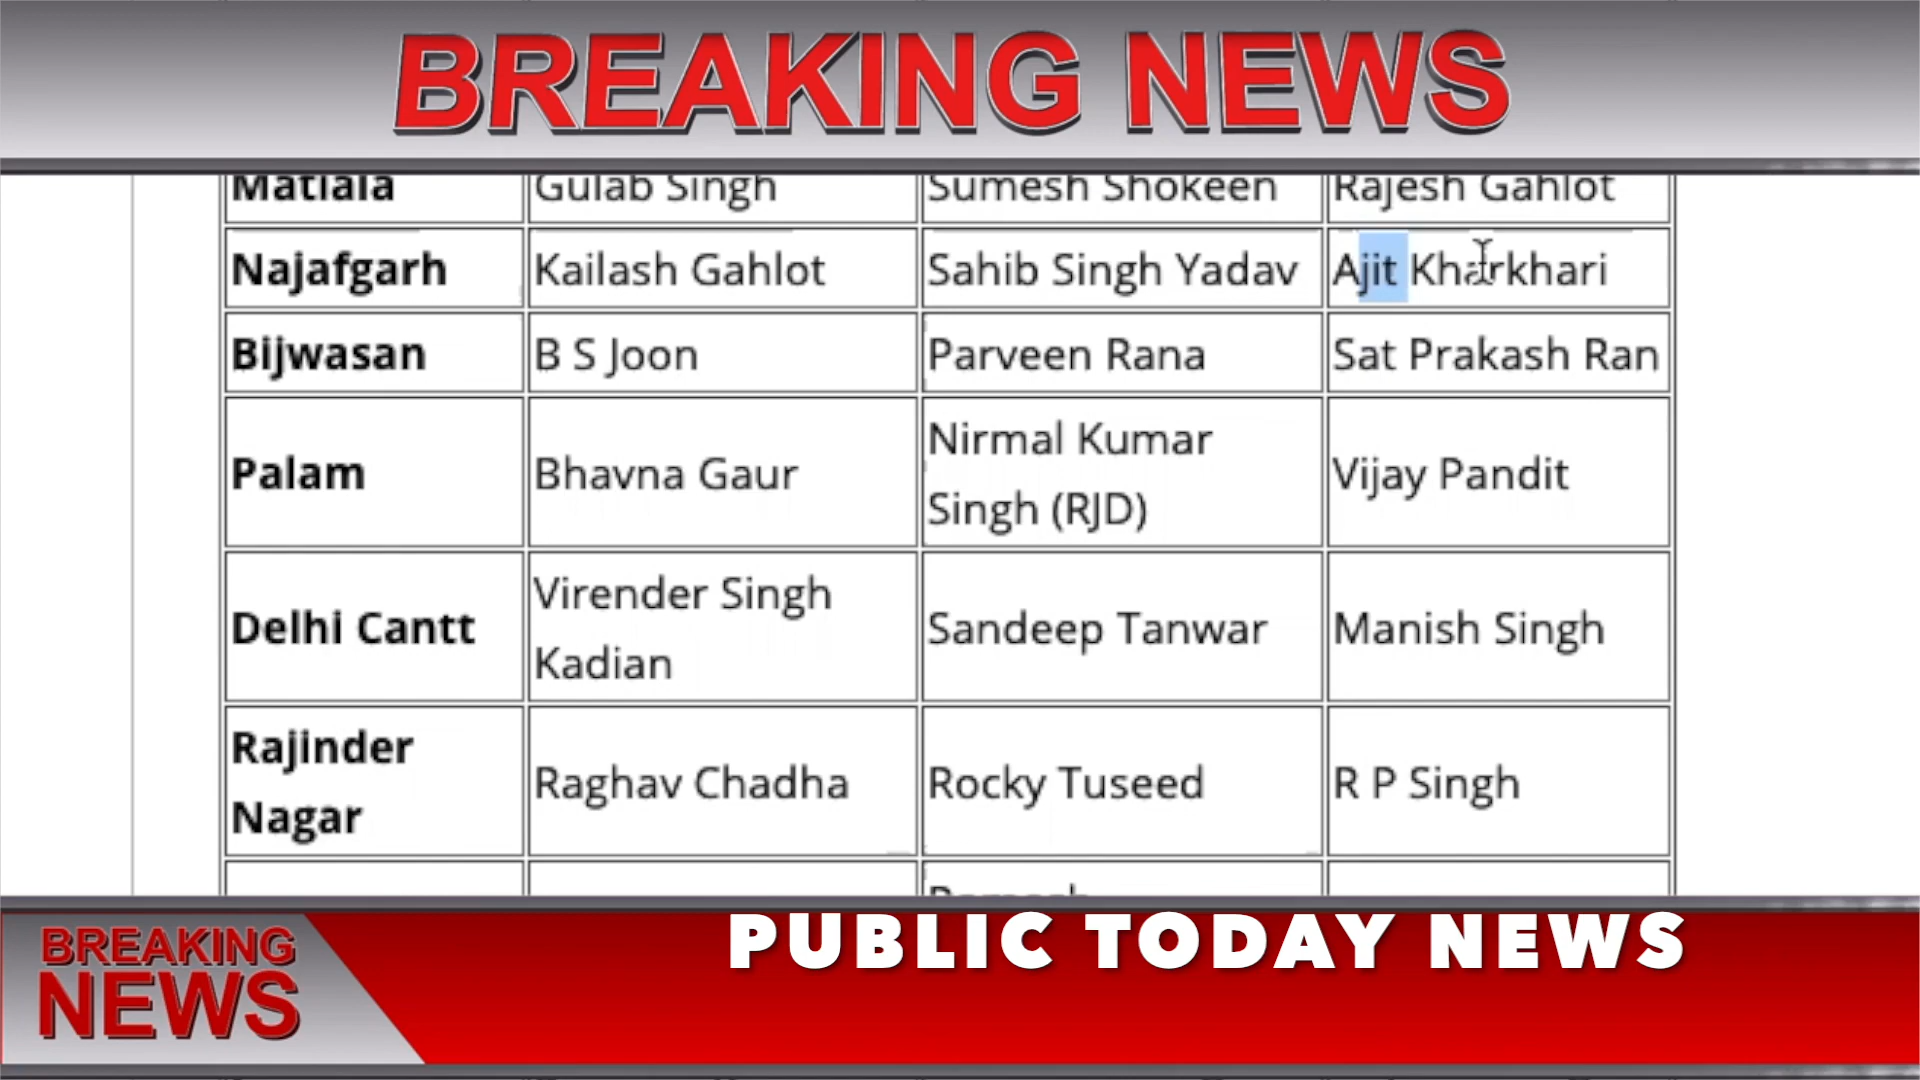 BREAKING NEWS
Matiala Gulab Singh Sumesh Shokeen Rajesh Gahlot
Najafgarh Kailash Gahlot Sahib Singh Yadav Ajit Kharkhari
Bijwasan B S Joon Parveen Rana Sat Prakash Ran
Palam Bhavna Gaur Nirmal Kumar
Singh (RJD) Vijay Pandit
Delhi Cantt Virender Singh
Kadian Sandeep Tanwar Manish Singh
Rajinder
Nagar Raghav Chadha Rocky Tuseed R P Singh
PUBLIC TODAY NEWS
BREAKING
NEWS